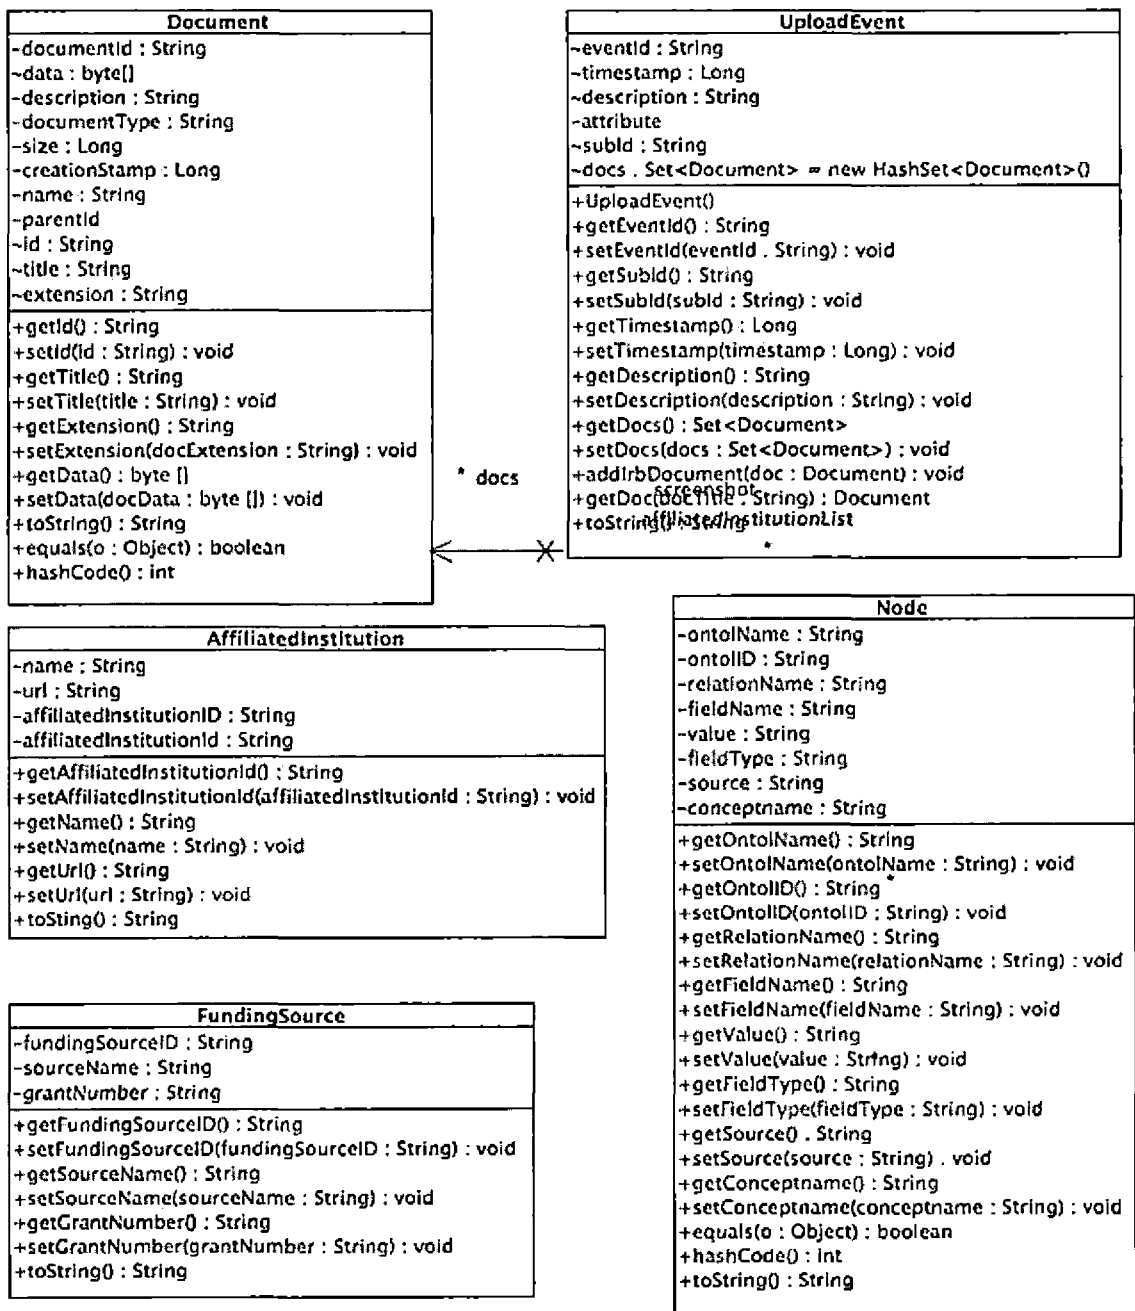 Document
-documentId : String
~data : byte[]
-description : String
-documentType : String
-size : Long
-creationStamp : Long
-name : String
-parentId
~id : String
~title : String
~extension : String
+getId() : String
+setId(id : String) : void
+getTitle() : String
+setTitle(title : String) : void
+getExtension() : String
+setExtension(docExtension : String) : void
+getData() : byte []
+setData(docData : byte []) : void
+toString() : String
+equals(o : Object) : boolean
+hashCode() : int
* docs
UploadEvent
~eventId : String
~timestamp : Long
~description : String
-attribute
~subId : String
~docs . Set<Document> = new HashSet<Document>()
+UploadEvent()
+getEventId() : String
+setEventId(eventId . String) : void
+getSubId() : String
+setSubId(subId : String) : void
+getTimestamp() : Long
+setTimestamp(timestamp : Long) : void
+getDescription() : String
+setDescription(description : String) : void
+getDocs() : Set<Document>
+setDocs(docs : Set<Document>) : void
+addIrbDocument(doc : Document) : void
screenshot
+getDoc(docTitle : String) : Document
+toString() : String
affiliatedInstitutionList
*
AffiliatedInstitution
-name : String
-url : String
-affiliatedInstitutionID : String
-affiliatedInstitutionId : String
+getAffiliatedInstitutionId() : String
+setAffiliatedInstitutionId(affiliatedInstitutionId : String) : void
+getName() : String
+setName(name : String) : void
+getUrl() : String
+setUrl(url : String) : void
+toSting() : String
Node
-ontolName : String
-ontolID : String
-relationName : String
-fieldName : String
-value : String
-fieldType : String
-source : String
-conceptname : String
+getOntolName() : String
+setOntolName(ontolName : String) : void
+getOntolID() : String
*
+setOntolID(ontolID : String) : void
+getRelationName() : String
+setRelationName(relationName : String) : void
+getFieldName() : String
+setFieldName(fieldName : String) : void
+getValue() : String
+setValue(value : String) : void
+getFieldType() : String
+setFieldType(fieldType : String) : void
+getSource() . String
+setSource(source : String) . void
+getConceptname() : String
+setConceptname(conceptname : String) : void
+equals(o : Object) : boolean
+hashCode() : int
+toString() : String
FundingSource
-fundingSourceID : String
-sourceName : String
-grantNumber : String
+getFundingSourceID() : String
+setFundingSourceID(fundingSourceID : String) : void
+getSourceName() : String
+setSourceName(sourceName : String) : void
+getGrantNumber() : String
+setGrantNumber(grantNumber : String) : void
+toString() : String